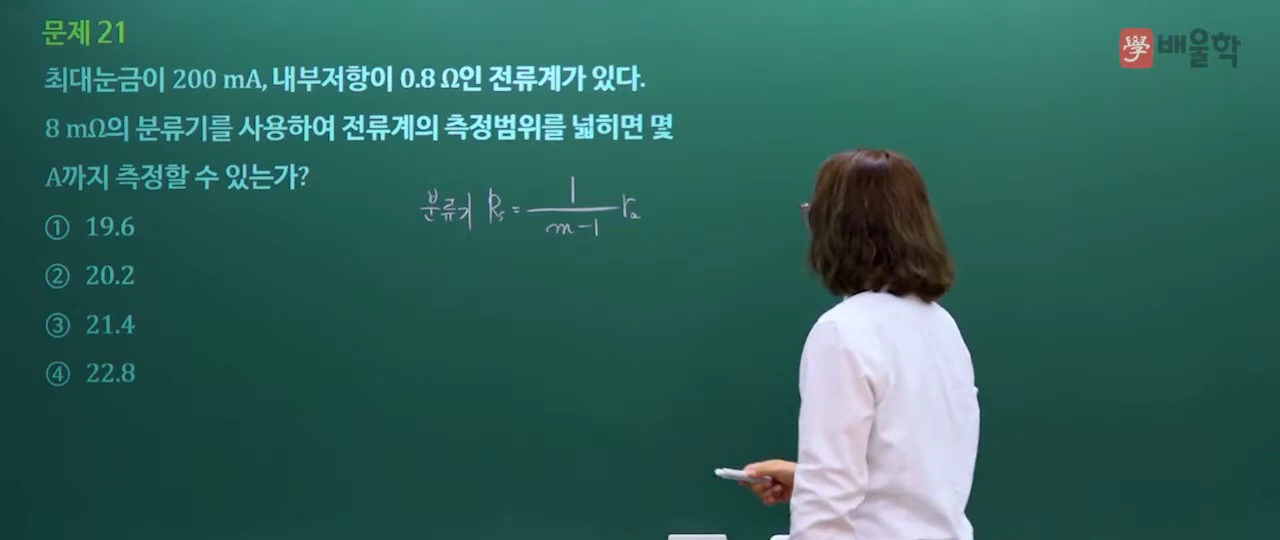 문제 21
學 배울학
최대눈금이 200 mA, 내부저항이 0.8 Ω인 전류계가 있다.
8 mΩ의 분류기를 사용하여 전류계의 측정범위를 넓히면 몇
A까지 측정할 수 있는가?
분류기 Rs = 1/(m-1) ra
① 19.6
② 20.2
③ 21.4
④ 22.8